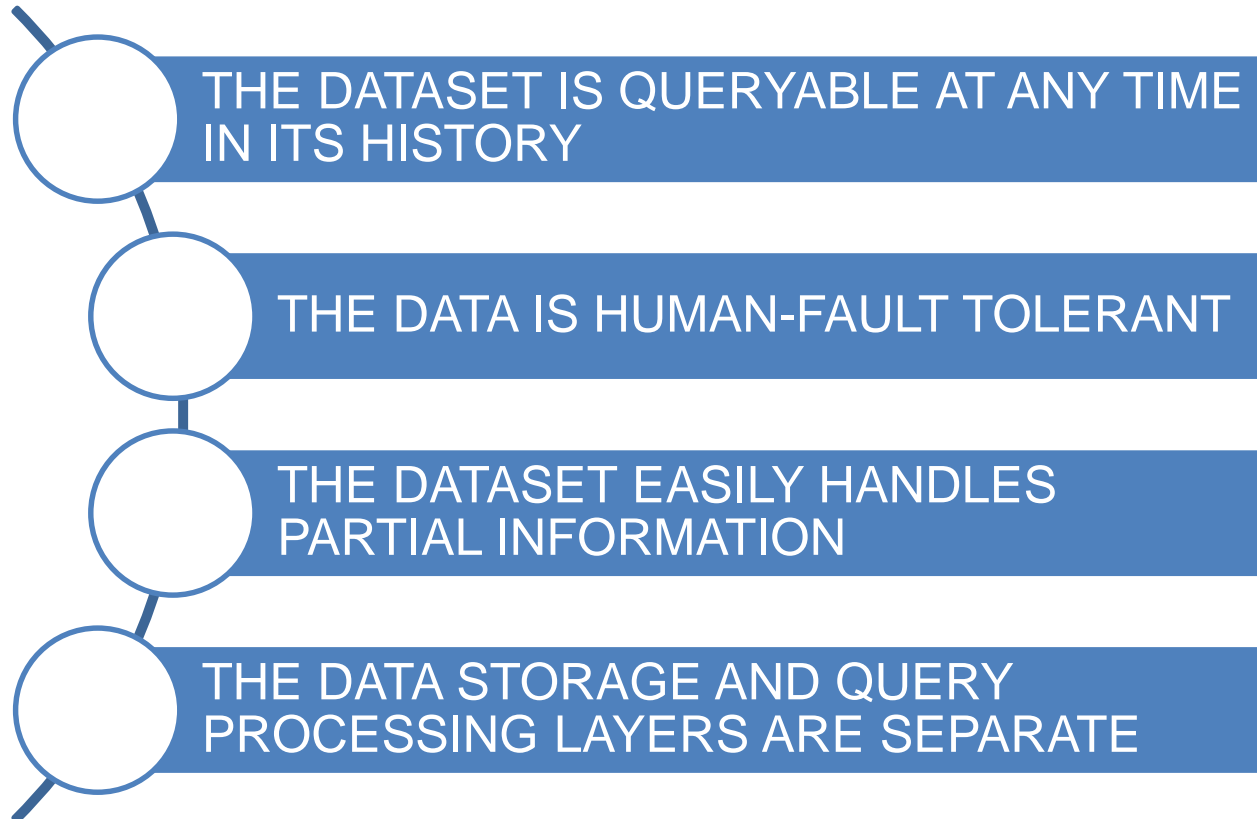 THE DATASET IS QUERYABLE AT ANY TIME
IN ITS HISTORY
THE DATA IS HUMAN-FAULT TOLERANT
THE DATASET EASILY HANDLES
PARTIAL INFORMATION
THE DATA STORAGE AND QUERY
PROCESSING LAYERS ARE SEPARATE